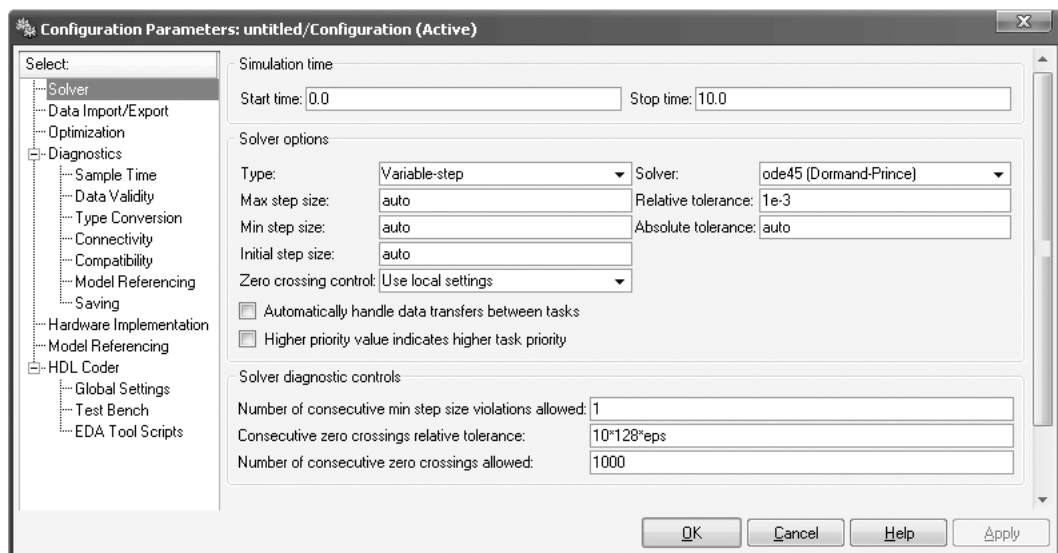 Configuration Parameters: untitled/Configuration (Active)
Select:
Solver
Data Import/Export
Optimization
Diagnostics
Sample Time
Data Validity
Type Conversion
Connectivity
Compatibility
Model Referencing
Saving
Hardware Implementation
Model Referencing
HDL Coder
Global Settings
Test Bench
EDA Tool Scripts
Simulation time
Start time: 0.0 Stop time: 10.0
Solver options
Type: Variable-step Solver: ode45 (Dormand-Prince)
Max step size: auto Relative tolerance: 1e-3
Min step size: auto Absolute tolerance: auto
Initial step size: auto
Zero crossing control: Use local settings
Automatically handle data transfers between tasks
Higher priority value indicates higher task priority
Solver diagnostic controls
Number of consecutive min step size violations allowed: 1
Consecutive zero crossings relative tolerance: 10*128*eps
Number of consecutive zero crossings allowed: 1000
OK Cancel Help Apply